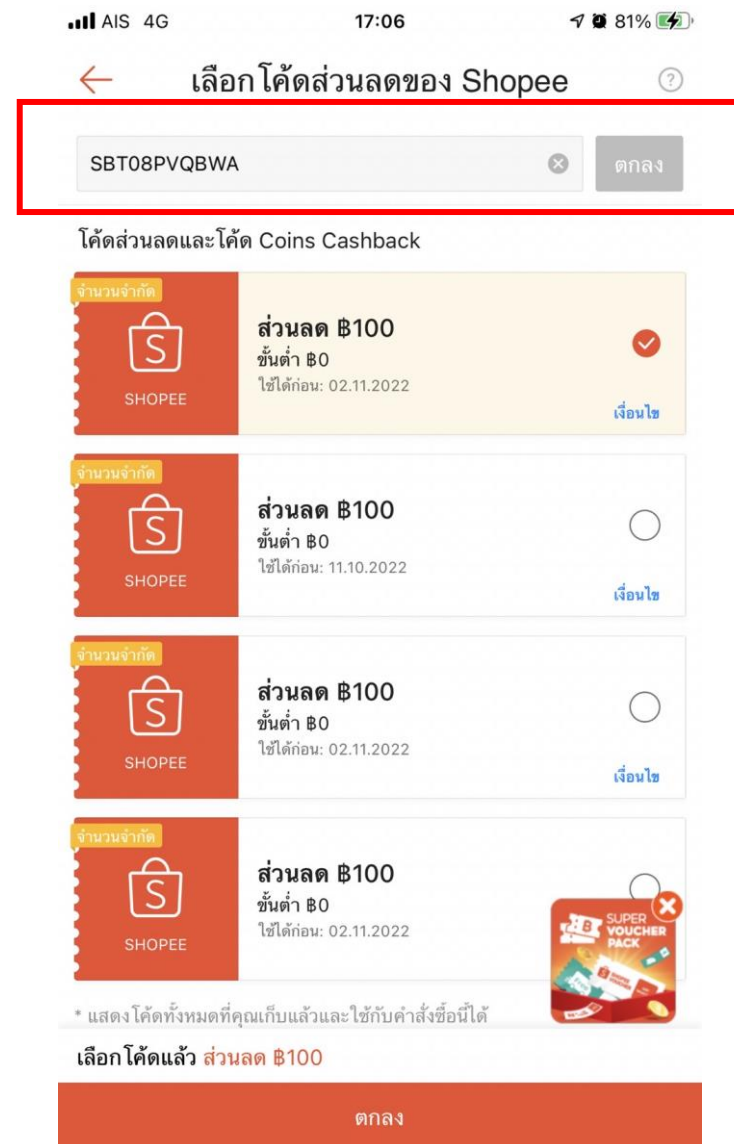 AIS 4G 17:06 81%
เลือกโค้ดส่วนลดของ Shopee ?
SBT08PVQBWA ตกลง
โค้ดส่วนลดและโค้ด Coins Cashback
จำนวนจำกัด
S
SHOPEE
ส่วนลด ฿100
ขั้นต่ำ ฿0
ใช้ได้ก่อน: 02.11.2022
เงื่อนไข
จำนวนจำกัด
S
SHOPEE
ส่วนลด ฿100
ขั้นต่ำ ฿0
ใช้ได้ก่อน: 11.10.2022
เงื่อนไข
จำนวนจำกัด
S
SHOPEE
ส่วนลด ฿100
ขั้นต่ำ ฿0
ใช้ได้ก่อน: 02.11.2022
เงื่อนไข
จำนวนจำกัด
S
SHOPEE
ส่วนลด ฿100
ขั้นต่ำ ฿0
ใช้ได้ก่อน: 02.11.2022
SUPER
VOUCHER
PACK
* แสดงโค้ดทั้งหมดที่คุณเก็บแล้วและใช้กับคำสั่งซื้อนี้ได้
เลือกโค้ดแล้ว ส่วนลด ฿100
ตกลง